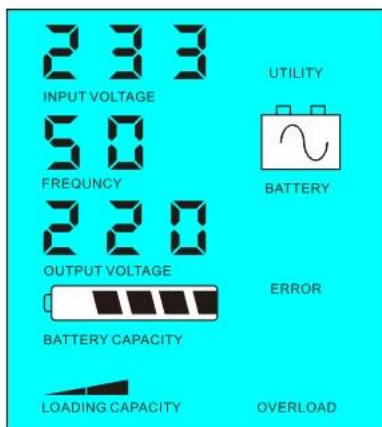 233
UTILITY
INPUT VOLTAGE
50
FREQUNCY
BATTERY
220
OUTPUT VOLTAGE
ERROR
BATTERY CAPACITY
LOADING CAPACITY
OVERLOAD